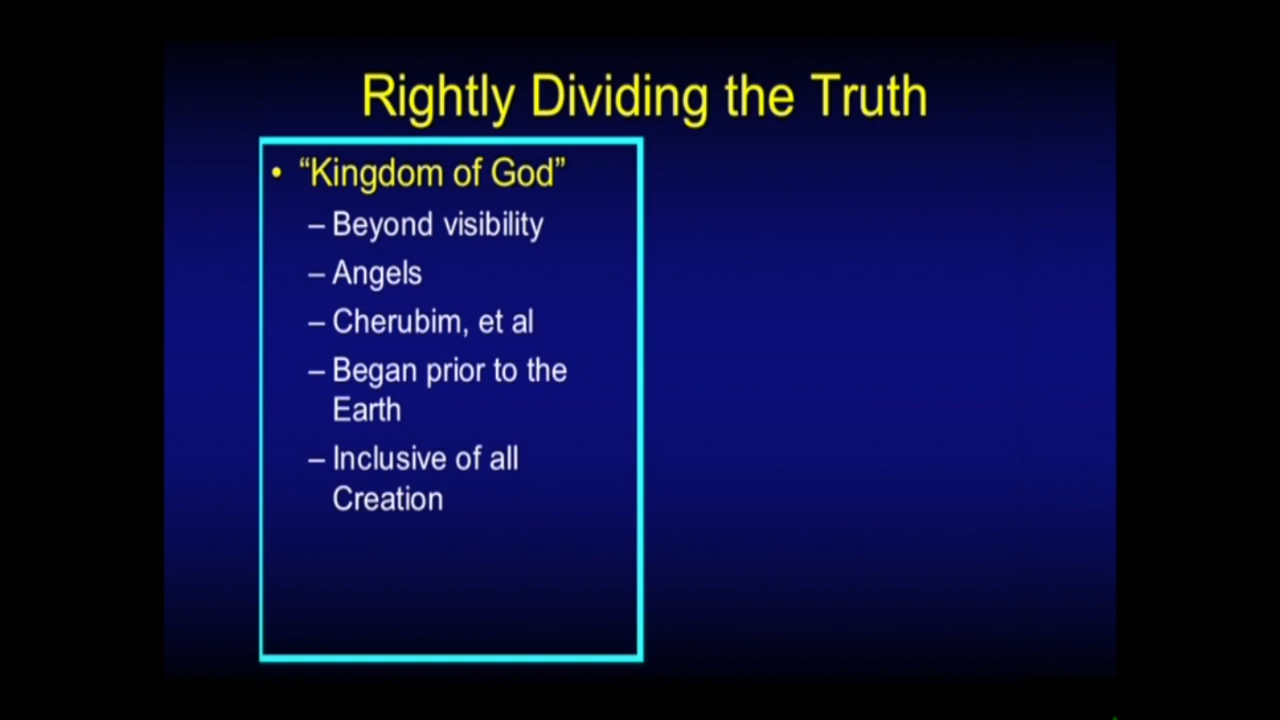 Rightly Dividing the Truth
• “Kingdom of God”
– Beyond visibility
– Angels
– Cherubim, et al
– Began prior to the
Earth
– Inclusive of all
Creation